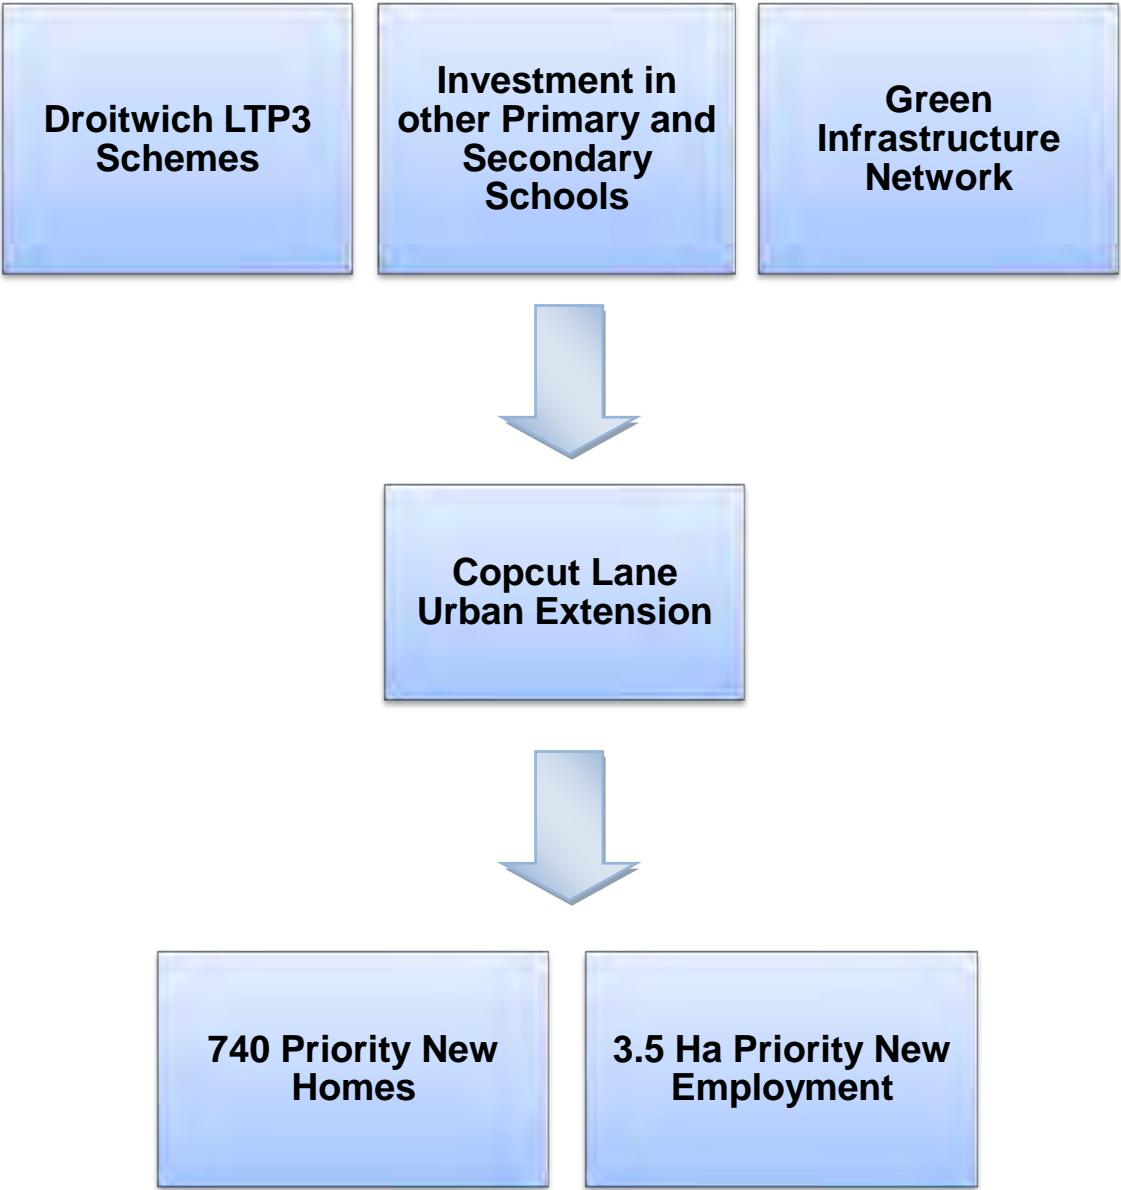 Droitwich LTP3
Schemes
Investment in
other Primary and
Secondary
Schools
Green
Infrastructure
Network
Copcut Lane
Urban Extension
740 Priority New
Homes
3.5 Ha Priority New
Employment